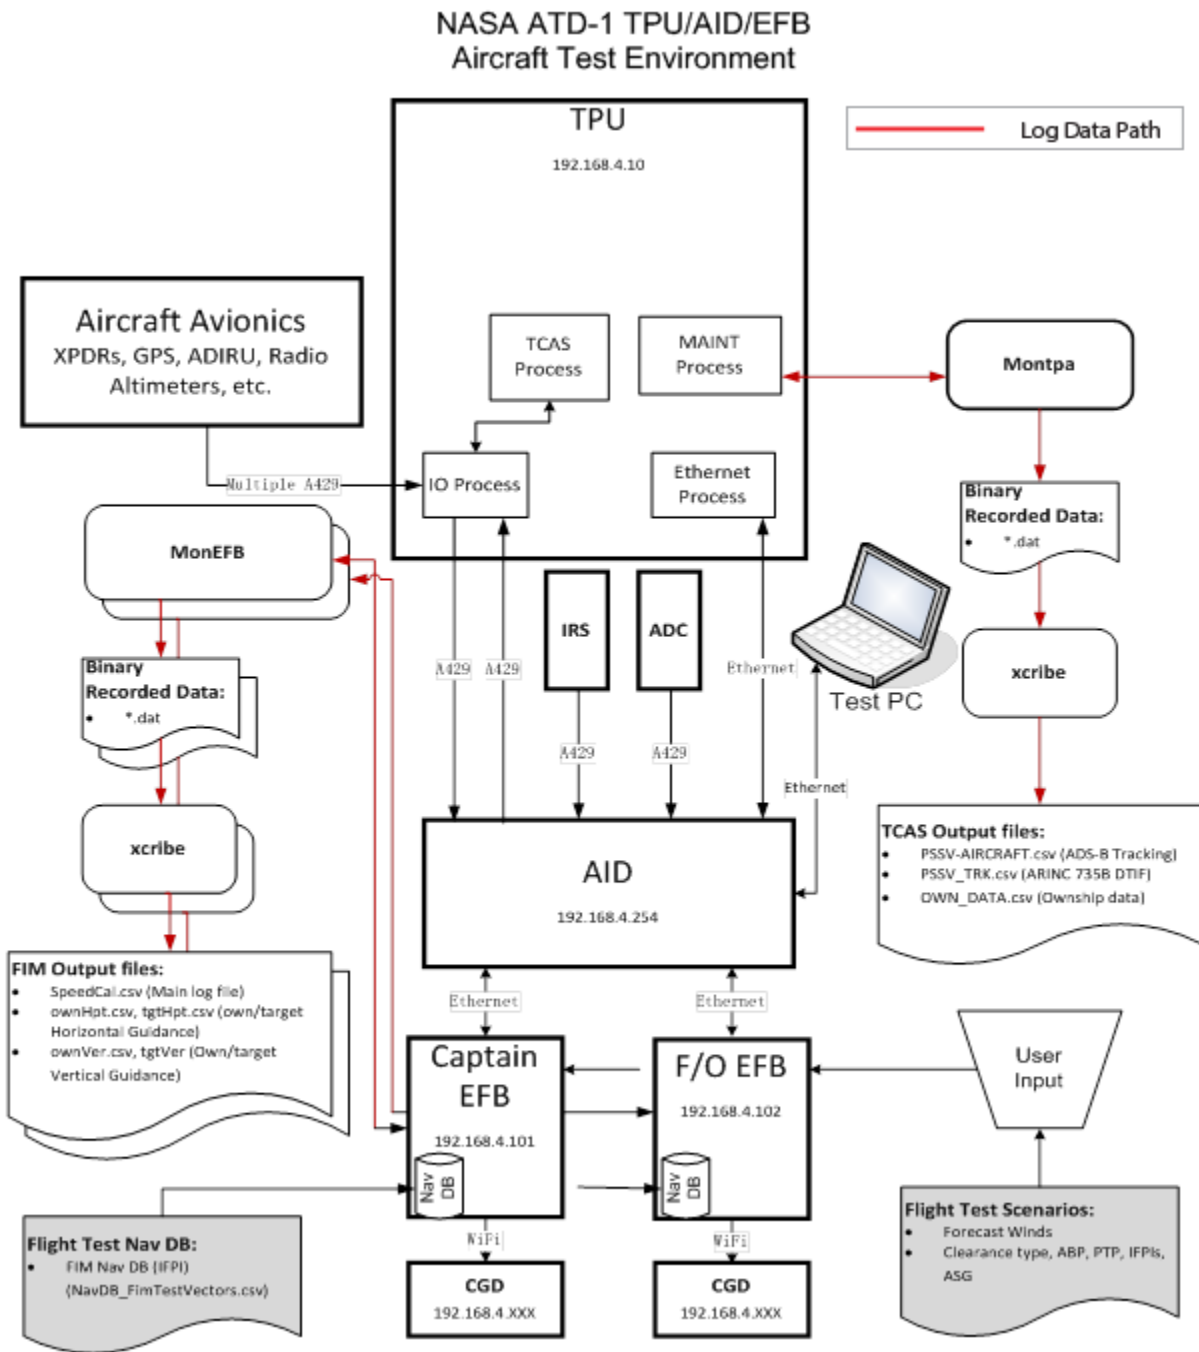 NASA ATD-1 TPU/AID/EFB
Aircraft Test Environment
TPU
192.168.4.10
Log Data Path
Aircraft Avionics
XPDRs, GPS, ADIRU, Radio
Altimeters, etc.
TCAS
Process
MAINT
Process
Montpa
Multiple A429
IO Process
Ethernet
Process
Binary
Recorded Data:
• *.dat
MonEFB
IRS
ADC
A429
A429
Ethernet
Test PC
xcribe
Binary
Recorded Data:
• *.dat
A429
A429
Ethernet
xcribe
AID
192.168.4.254
TCAS Output files:
• PSSV-AIRCRAFT.csv (ADS-B Tracking)
• PSSV_TRK.csv (ARINC 735B DTIF)
• OWN_DATA.csv (Ownship data)
FIM Output files:
• SpeedCal.csv (Main log file)
• ownHpt.csv, tgtHpt.csv (own/target
Horizontal Guidance)
• ownVer.csv, tgtVer (Own/target
Vertical Guidance)
Ethernet
Ethernet
Captain
EFB
192.168.4.101
Nav
DB
F/O EFB
192.168.4.102
Nav
DB
User
Input
Flight Test Nav DB:
• FIM Nav DB (IFPI)
(NavDB_FimTestVectors.csv)
WiFi
WiFi
CGD
192.168.4.XXX
CGD
192.168.4.XXX
Flight Test Scenarios:
• Forecast Winds
• Clearance type, ABP, PTP, IFPIs,
ASG